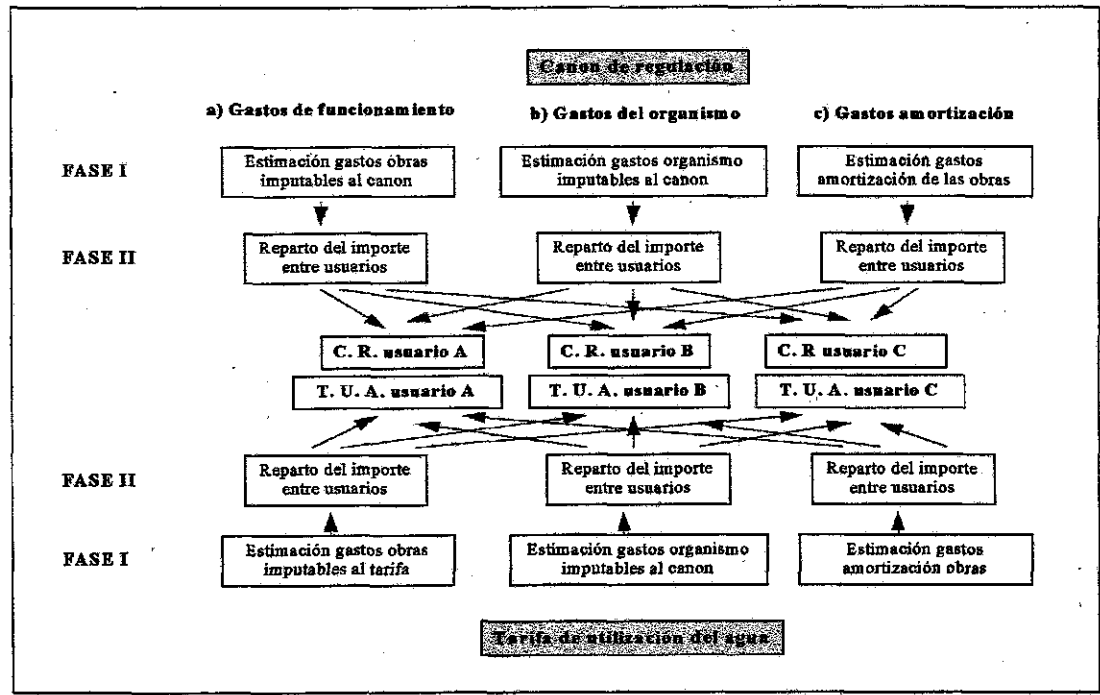 Canon de regulación
a) Gastos de funcionamiento
b) Gastos del organismo
c) Gastos amortización
FASE I
Estimación gastos obras
imputables al canon
Estimación gastos organismo
imputables al canon
Estimación gastos
amortización de las obras
FASE II
Reparto del importe
entre usuarios
Reparto del importe
entre usuarios
Reparto del importe
entre usuarios
C. R. usuario A
C. R. usuario B
C. R usuario C
T. U. A. usuario A
T. U. A. usuario B
T. U. A. usuario C
FASE II
Reparto del importe
entre usuarios
Reparto del importe
entre usuarios
Reparto del importe
entre usuarios
FASE I
Estimación gastos obras
imputables al tarifa
Estimación gastos organismo
imputables al canon
Estimación gastos
amortización obras
Tarifa de utilización del agua